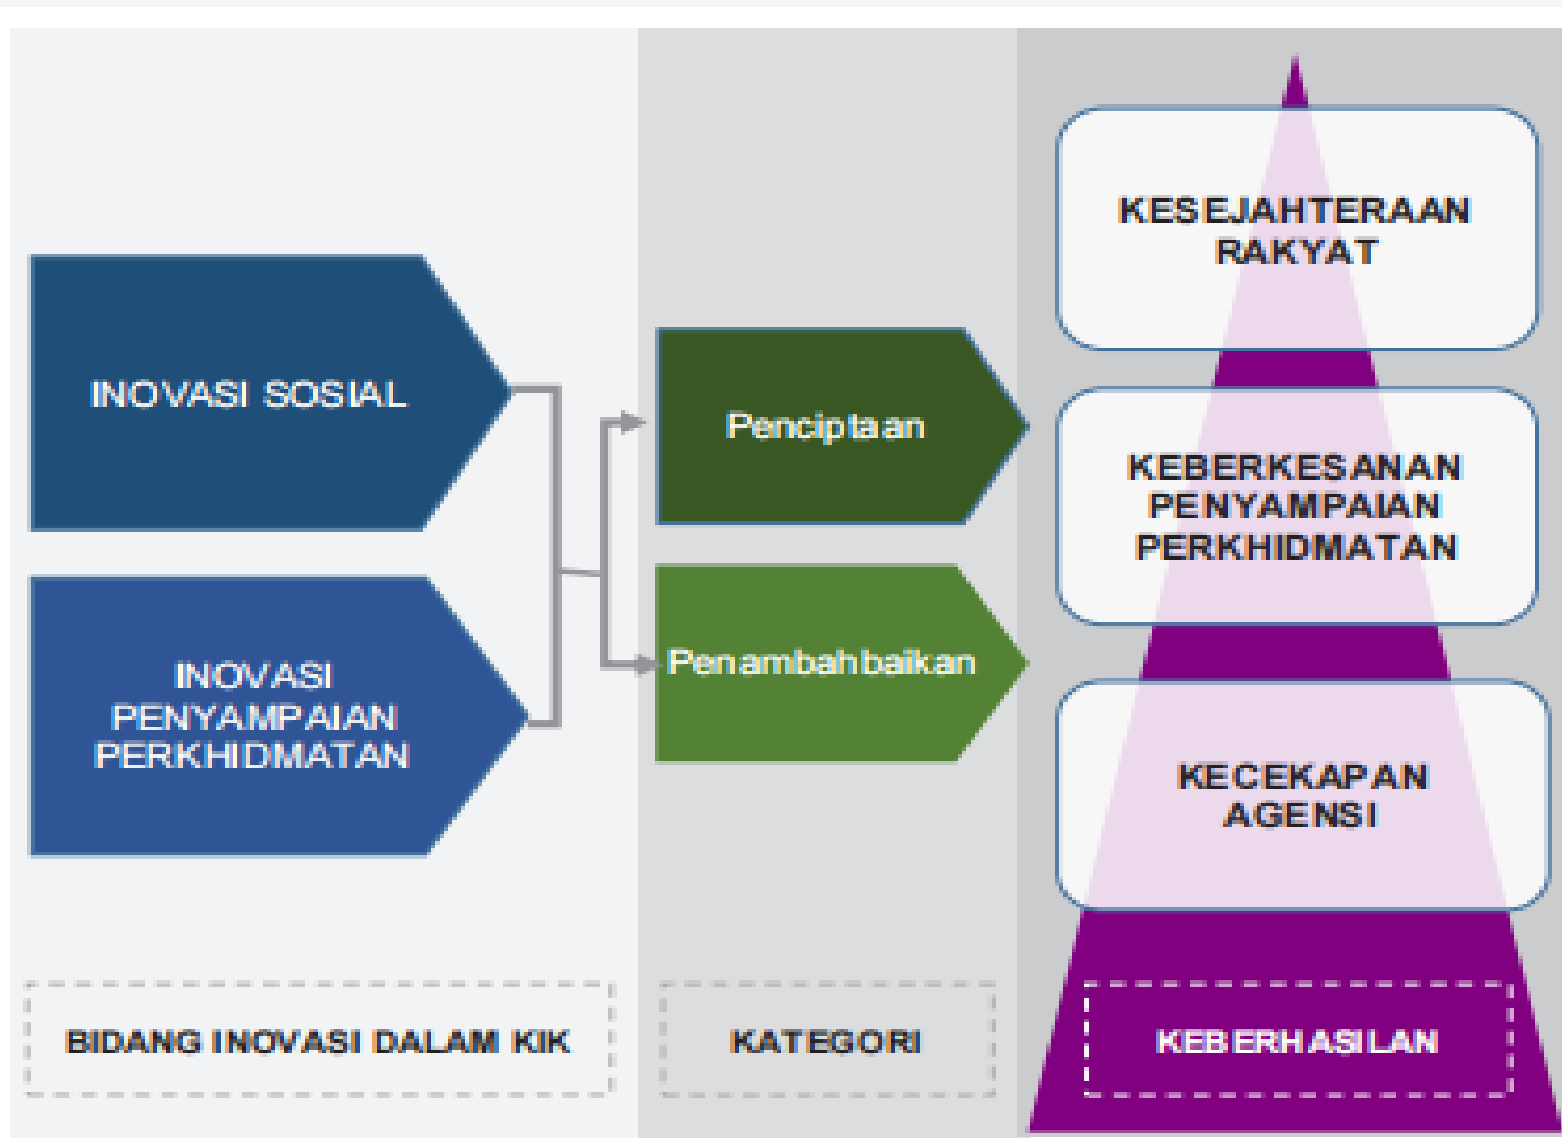 INOVASI SOSIAL
INOVASI
PENYAMPAIAN
PERKHIDMATAN
BIDANG INOVASI DALAM KIK
Penciptaan
Penambahbaikan
KATEGORI
KESEJAHTERAAN
RAKYAT
KEBERKESANAN
PENYAMPAIAN
PERKHIDMATAN
KECEKAPAN
AGENSI
KEBERHASILAN